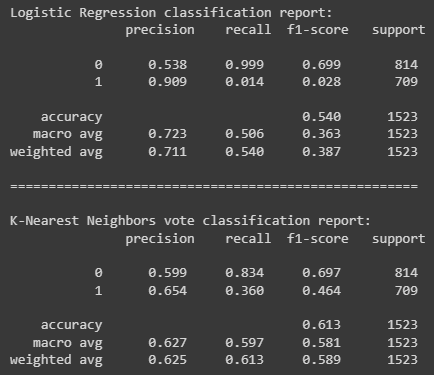 Logistic Regression classification report:
precision recall f1-score support
0 0.538 0.999 0.699 814
1 0.909 0.014 0.028 709
accuracy 0.540 1523
macro avg 0.723 0.506 0.363 1523
weighted avg 0.711 0.540 0.387 1523
=====================================================
K-Nearest Neighbors vote classification report:
precision recall f1-score support
0 0.599 0.834 0.697 814
1 0.654 0.360 0.464 709
accuracy 0.613 1523
macro avg 0.627 0.597 0.581 1523
weighted avg 0.625 0.613 0.589 1523